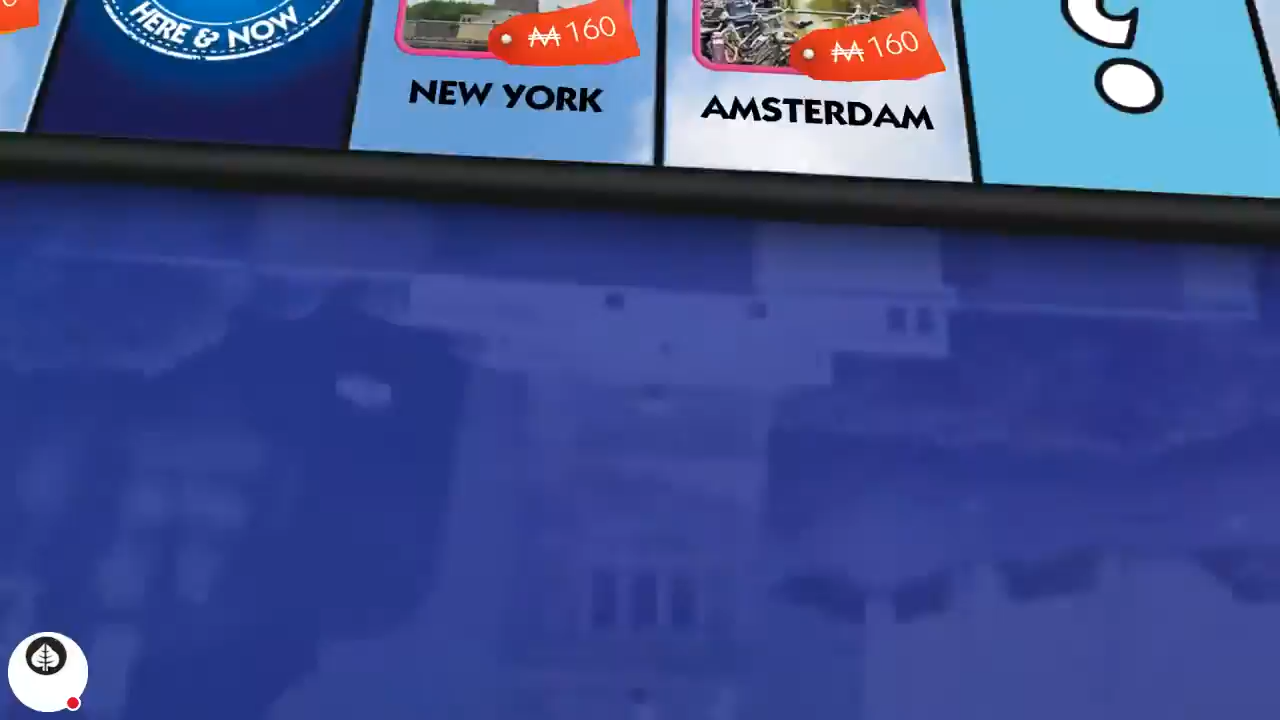 HERE & NOW
₩160
NEW YORK
₩160
AMSTERDAM
?